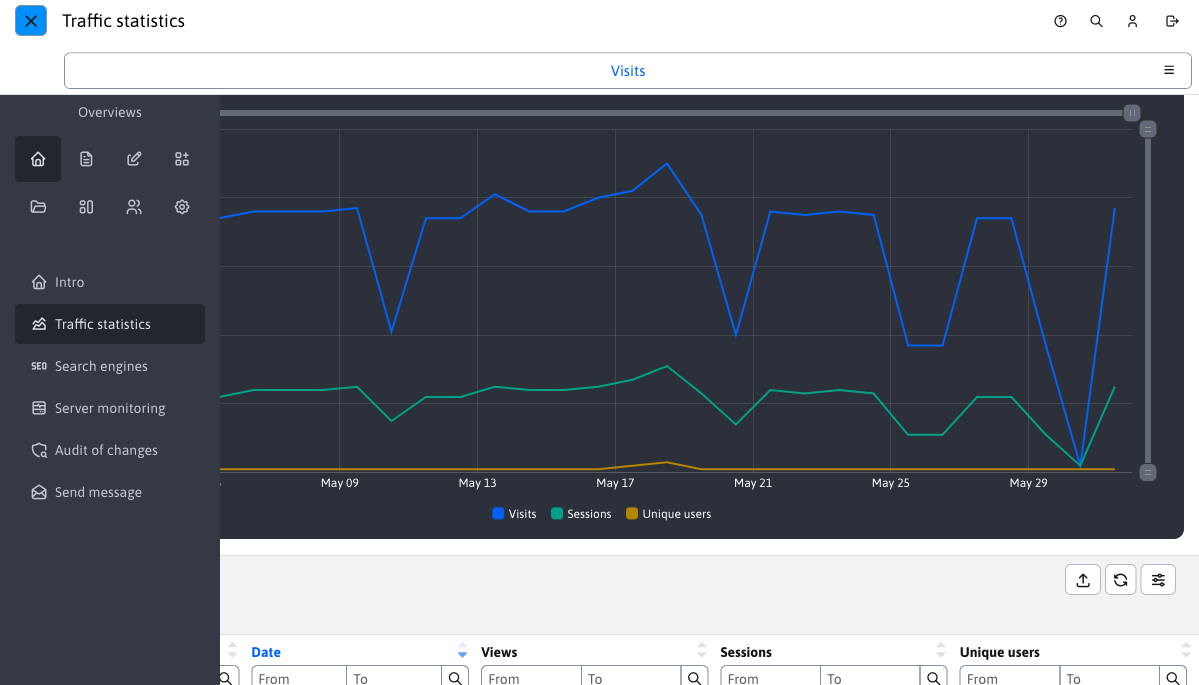 Traffic statistics
Visits
Overviews
Intro
Traffic statistics
SEO Search engines
Server monitoring
Audit of changes
Send message
May 09 May 13 May 17 May 21 May 25 May 29
Visits Sessions Unique users
Date Views Sessions Unique users
From To From To From To From To